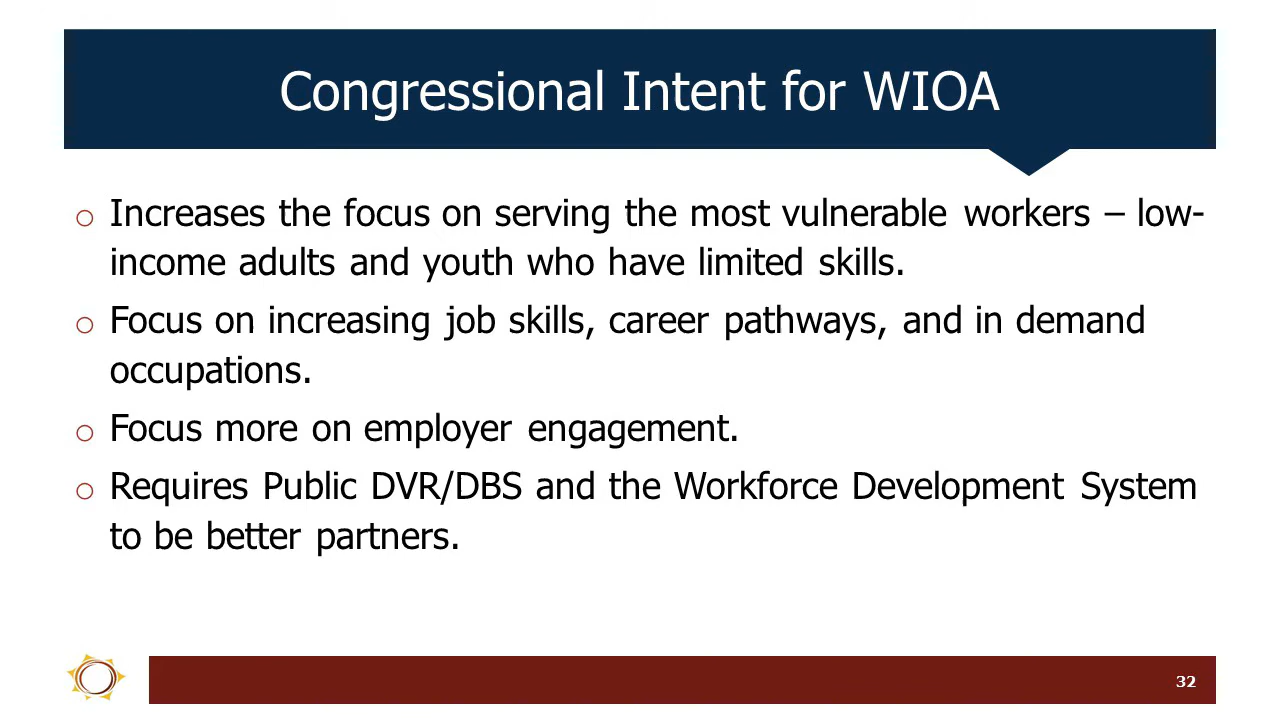 Congressional Intent for WIOA
o Increases the focus on serving the most vulnerable workers – low-
income adults and youth who have limited skills.
o Focus on increasing job skills, career pathways, and in demand
occupations.
o Focus more on employer engagement.
o Requires Public DVR/DBS and the Workforce Development System
to be better partners.
32